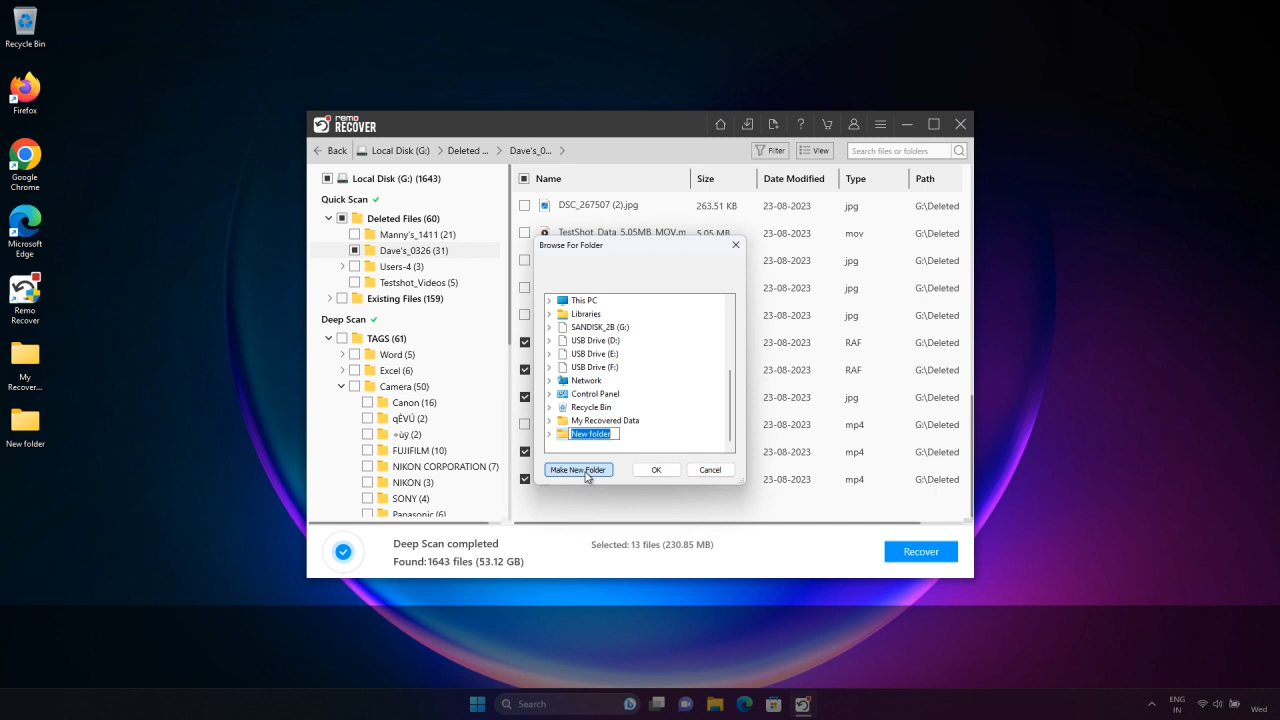 Recycle Bin
Firefox
Google
Chrome
Microsoft
Edge
Remo
Recover
My
Recover...
New folder
remo
RECOVER
Back
Local Disk (G:)
Deleted ...
Dave's_0...
Filter
View
Search files or folders
Local Disk (G:) (1643)
Quick Scan
Deleted Files (60)
Manny's_1411 (21)
Dave's_0326 (31)
Users-4 (3)
Testshot_Videos (5)
Existing Files (159)
Deep Scan
TAGS (61)
Word (5)
Excel (6)
Camera (50)
Canon (16)
qÊVÚ (2)
÷ùÿ (2)
FUJIFILM (10)
NIKON CORPORATION (7)
NIKON (3)
SONY (4)
Panasonic (6)
Name Size Date Modified Type Path
DSC_267507 (2).jpg 263.51 KB 23-08-2023 jpg G:\Deleted
TestShot_Data_5.05MB_MOV.m 5.05 MB 23-08-2023 mov G:\Deleted
23-08-2023 jpg G:\Deleted
23-08-2023 jpg G:\Deleted
23-08-2023 jpg G:\Deleted
23-08-2023 RAF G:\Deleted
23-08-2023 RAF G:\Deleted
23-08-2023 jpg G:\Deleted
23-08-2023 mp4 G:\Deleted
23-08-2023 mp4 G:\Deleted
23-08-2023 mp4 G:\Deleted
Browse For Folder
This PC
Libraries
SANDISK_2B (G:)
USB Drive (D:)
USB Drive (E:)
USB Drive (F:)
Network
Control Panel
Recycle Bin
My Recovered Data
New folder
Make New Folder
OK
Cancel
Deep Scan completed
Found:1643 files (53.12 GB)
Selected: 13 files (230.85 MB)
Recover
Search
ENG
IN
Wed